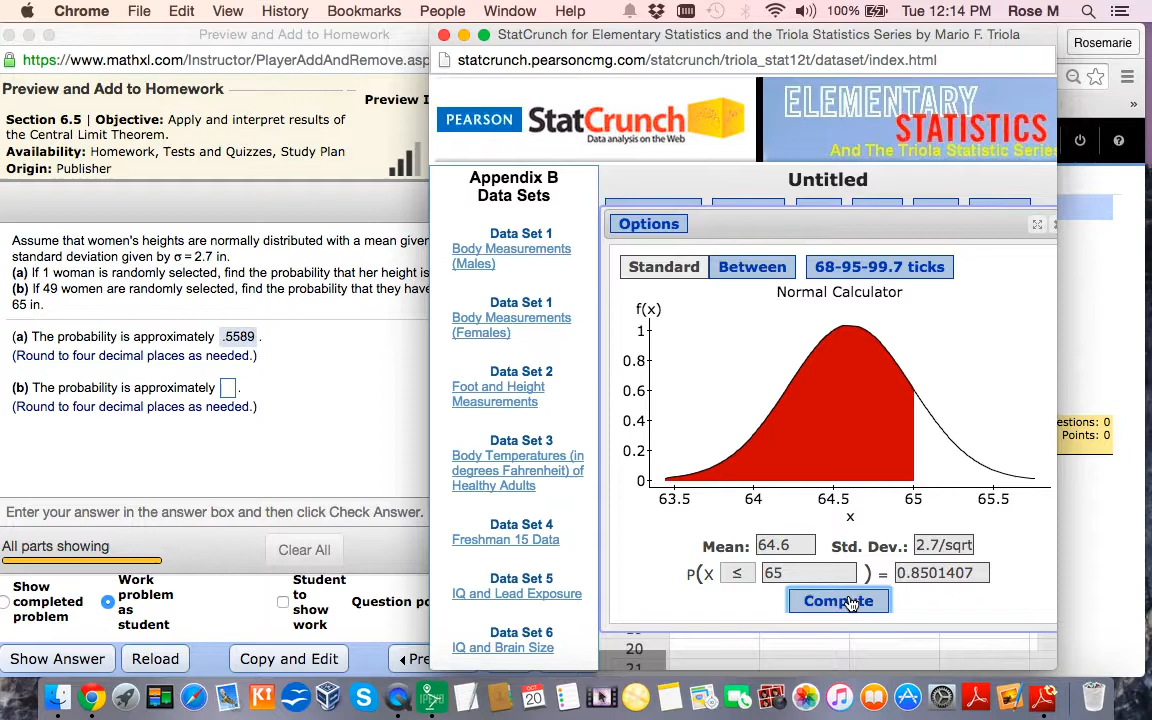 Chrome File Edit View History Bookmarks People Window Help 100% Tue 12:14 PM Rose M
Preview and Add to Homework
https://www.mathxl.com/Instructor/PlayerAddAndRemove.asp
Preview and Add to Homework
Preview I
Section 6.5 | Objective: Apply and interpret results of
the Central Limit Theorem.
Availability: Homework, Tests and Quizzes, Study Plan
Origin: Publisher
Assume that women's heights are normally distributed with a mean given
standard deviation given by σ = 2.7 in.
(a) If 1 woman is randomly selected, find the probability that her height is
(b) If 49 women are randomly selected, find the probability that they have
65 in.
(a) The probability is approximately .5589 .
(Round to four decimal places as needed.)
(b) The probability is approximately .
(Round to four decimal places as needed.)
Enter your answer in the answer box and then click Check Answer.
All parts showing
Clear All
Show completed problem
Work problem as student
Student to show work
Question po
Show Answer
Reload
Copy and Edit
Pre
StatCrunch for Elementary Statistics and the Triola Statistics Series by Mario F. Triola
Rosemarie
statcrunch.pearsoncmg.com/statcrunch/triola_stat12t/dataset/index.html
PEARSON StatCrunch
Data analysis on the Web
ELEMENTARY
STATISTICS
And The Triola Statistic Serie
Appendix B
Data Sets
Data Set 1
Body Measurements
(Males)
Data Set 1
Body Measurements
(Females)
Data Set 2
Foot and Height
Measurements
Data Set 3
Body Temperatures (in
degrees Fahrenheit) of
Healthy Adults
Data Set 4
Freshman 15 Data
Data Set 5
IQ and Lead Exposure
Data Set 6
IQ and Brain Size
Untitled
Options
Standard Between 68-95-99.7 ticks
Normal Calculator
f(x)
1
0.8
0.6
0.4
0.2
0
63.5 64 64.5 65 65.5
x
Mean: 64.6 Std. Dev.: 2.7/sqrt
P(X ≤ 65 ) = 0.8501407
Compute
20
21
estions: 0
Points: 0
»
OCT
20